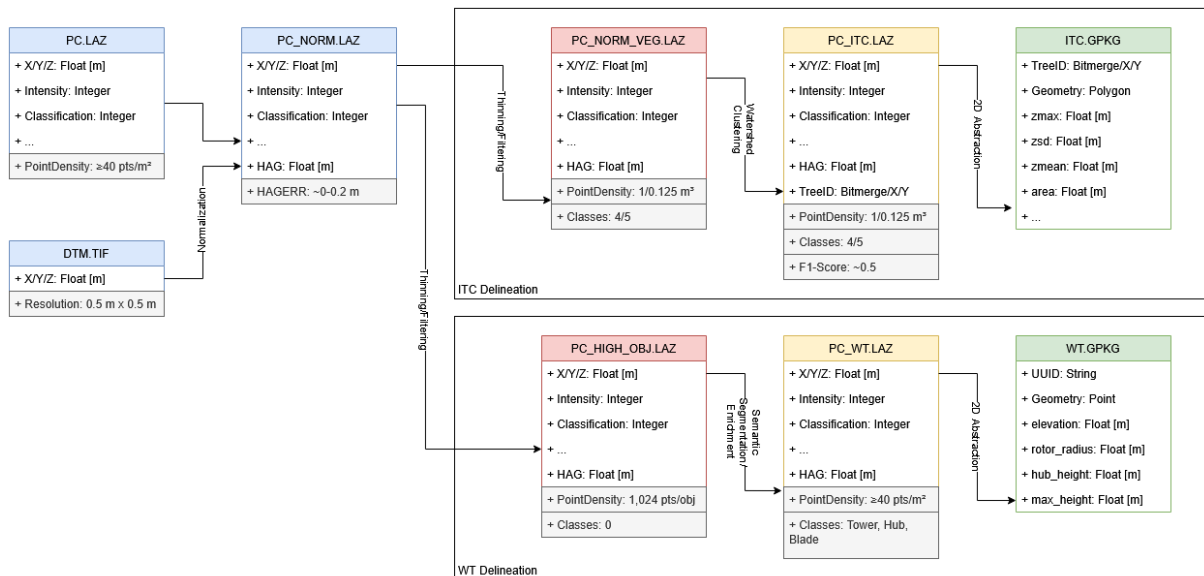 PC.LAZ
+ X/Y/Z: Float [m]
+ Intensity: Integer
+ Classification: Integer
+ ...
+ PointDensity: ≥40 pts/m²
DTM.TIF
+ X/Y/Z: Float [m]
+ Resolution: 0.5 m x 0.5 m
Normalization
PC_NORM.LAZ
+ X/Y/Z: Float [m]
+ Intensity: Integer
+ Classification: Integer
+ ...
+ HAG: Float [m]
+ HAGERR: ~0-0.2 m
Thinning/Filtering
Thinning/Filtering
PC_NORM_VEG.LAZ
+ X/Y/Z: Float [m]
+ Intensity: Integer
+ Classification: Integer
+ ...
+ HAG: Float [m]
+ PointDensity: 1/0.125 m³
+ Classes: 4/5
Watershed
Clustering
PC_ITC.LAZ
+ X/Y/Z: Float [m]
+ Intensity: Integer
+ Classification: Integer
+ ...
+ HAG: Float [m]
+ TreeID: Bitmerge/X/Y
+ PointDensity: 1/0.125 m³
+ Classes: 4/5
+ F1-Score: ~0.5
2D Abstraction
ITC.GPKG
+ TreeID: Bitmerge/X/Y
+ Geometry: Polygon
+ zmax: Float [m]
+ zsd: Float [m]
+ zmean: Float [m]
+ area: Float [m]
+ ...
ITC Delineation
PC_HIGH_OBJ.LAZ
+ X/Y/Z: Float [m]
+ Intensity: Integer
+ Classification: Integer
+ ...
+ HAG: Float [m]
+ PointDensity: 1,024 pts/obj
+ Classes: 0
Semantic
Segmentation/
Enrichment
PC_WT.LAZ
+ X/Y/Z: Float [m]
+ Intensity: Integer
+ Classification: Integer
+ ...
+ HAG: Float [m]
+ PointDensity: ≥40 pts/m²
+ Classes: Tower, Hub,
Blade
2D Abstraction
WT.GPKG
+ UUID: String
+ Geometry: Point
+ elevation: Float [m]
+ rotor_radius: Float [m]
+ hub_height: Float [m]
+ max_height: Float [m]
WT Delineation